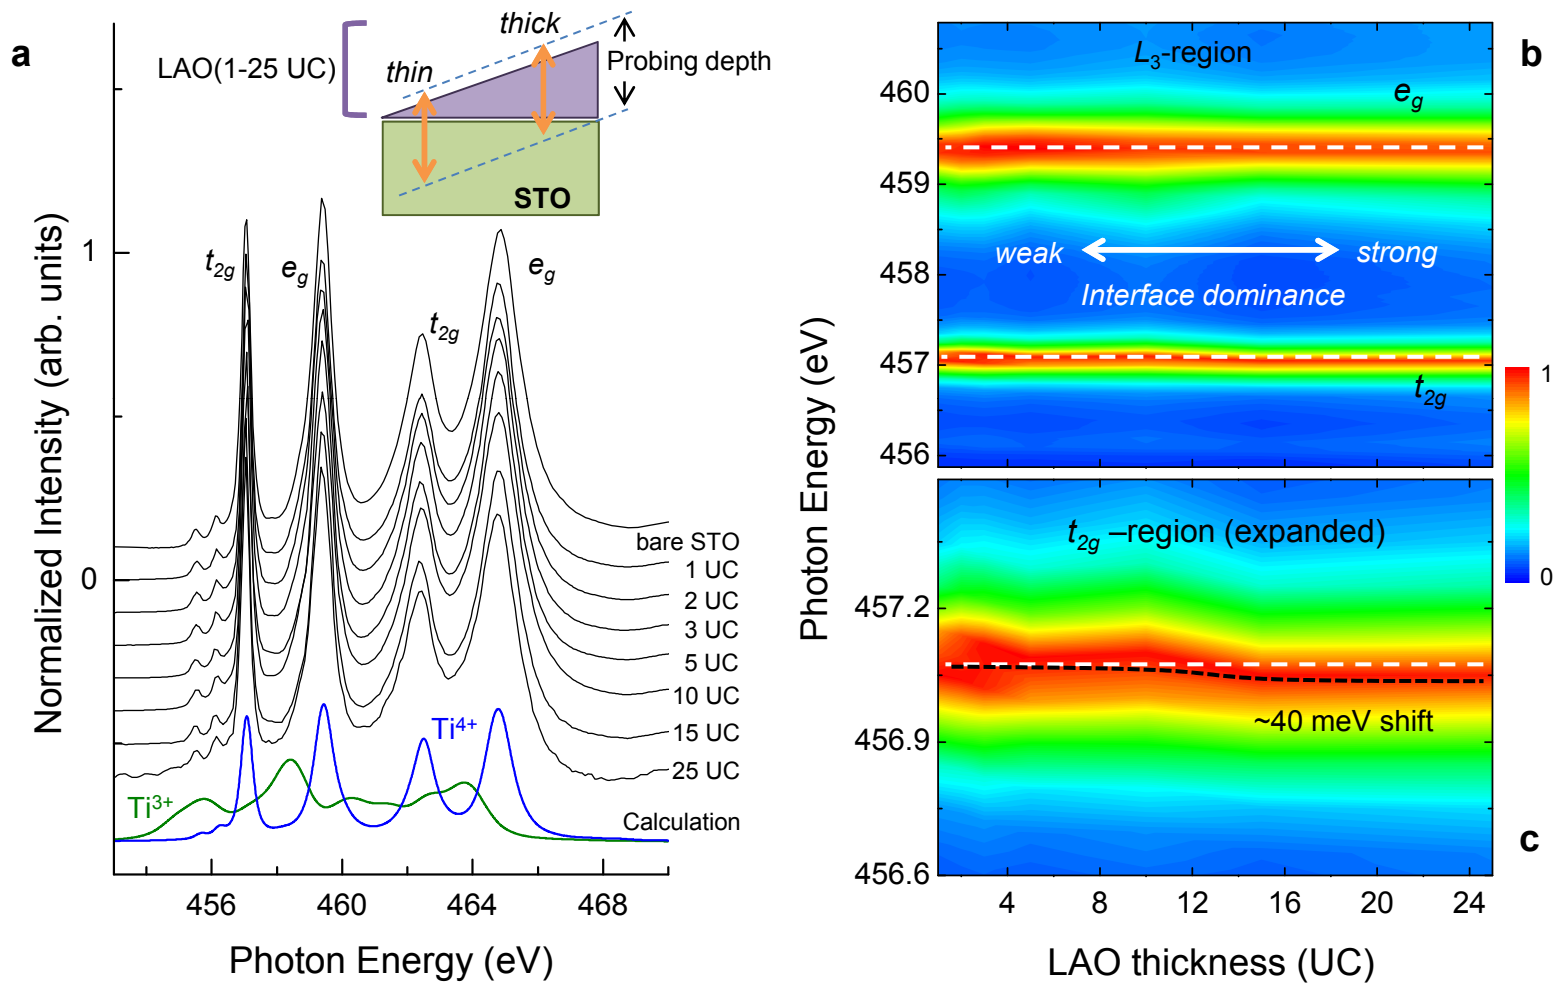 a
LAO(1-25 UC)
thin
thick
Probing depth
STO
Normalized Intensity (arb. units)
1
0
t2g
eg
t2g
eg
bare STO
1 UC
2 UC
3 UC
5 UC
10 UC
15 UC
25 UC
Ti4+
Ti3+
Calculation
456
460
464
468
Photon Energy (eV)
b
L3-region
eg
460
459
458
457
456
weak
strong
Interface dominance
t2g
Photon Energy (eV)
1
0
t2g –region (expanded)
457.2
456.9
456.6
~40 meV shift
c
4
8
12
16
20
24
LAO thickness (UC)